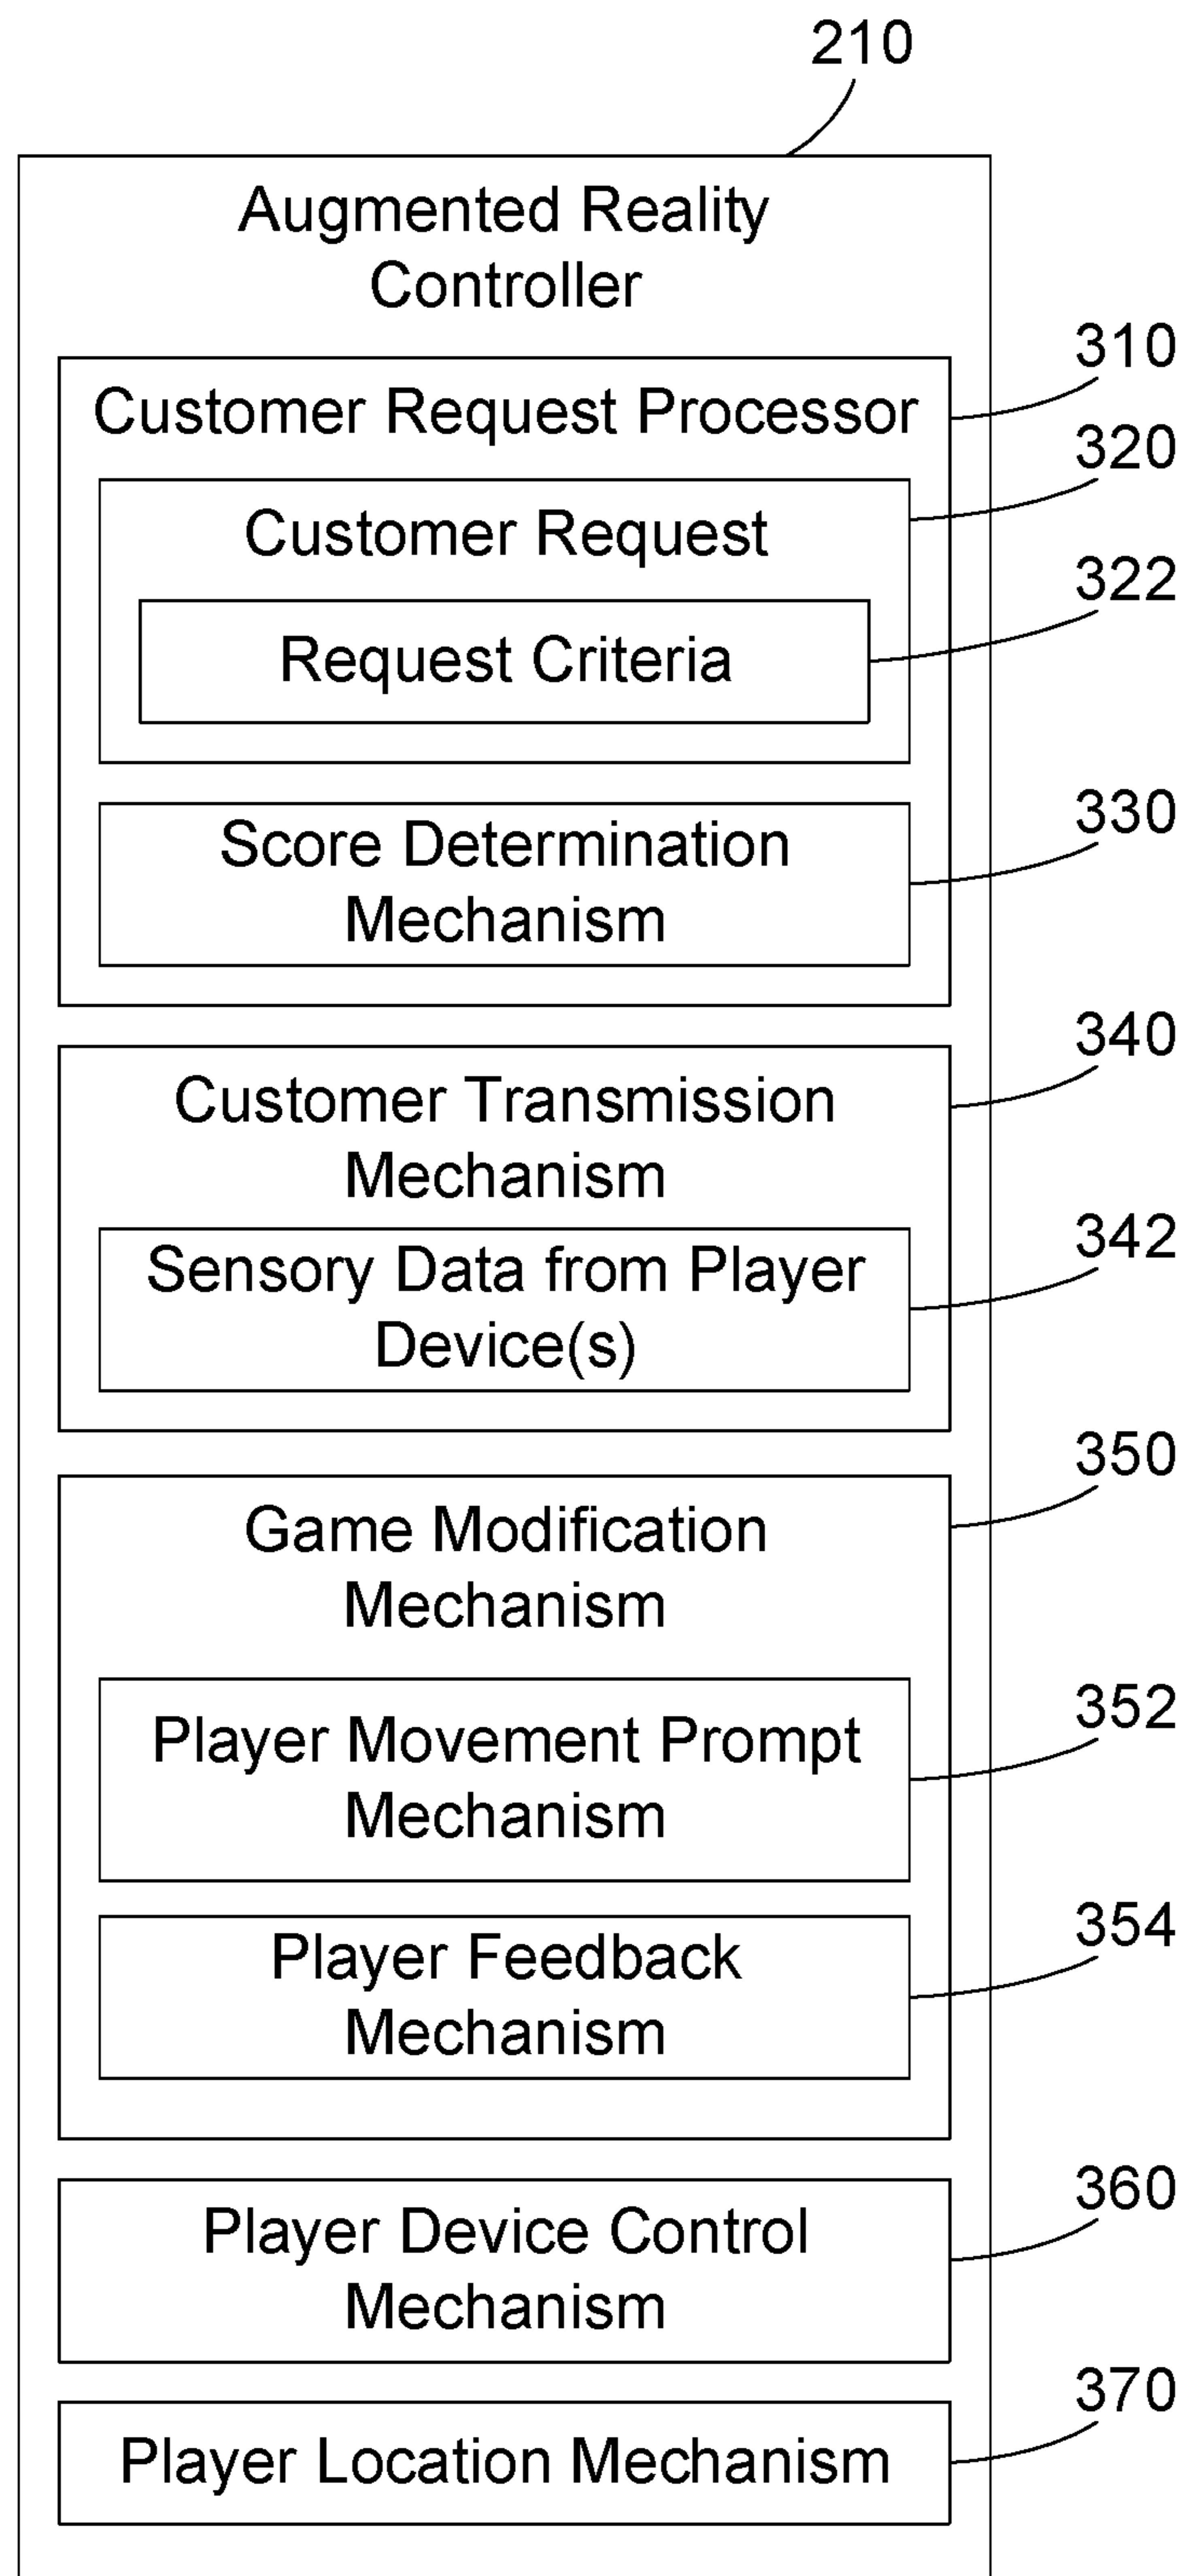 210
Augmented Reality
Controller
310
Customer Request Processor
320
Customer Request
322
Request Criteria
330
Score Determination
Mechanism
340
Customer Transmission
Mechanism
342
Sensory Data from Player
Device(s)
350
Game Modification
Mechanism
352
Player Movement Prompt
Mechanism
354
Player Feedback
Mechanism
360
Player Device Control
Mechanism
370
Player Location Mechanism